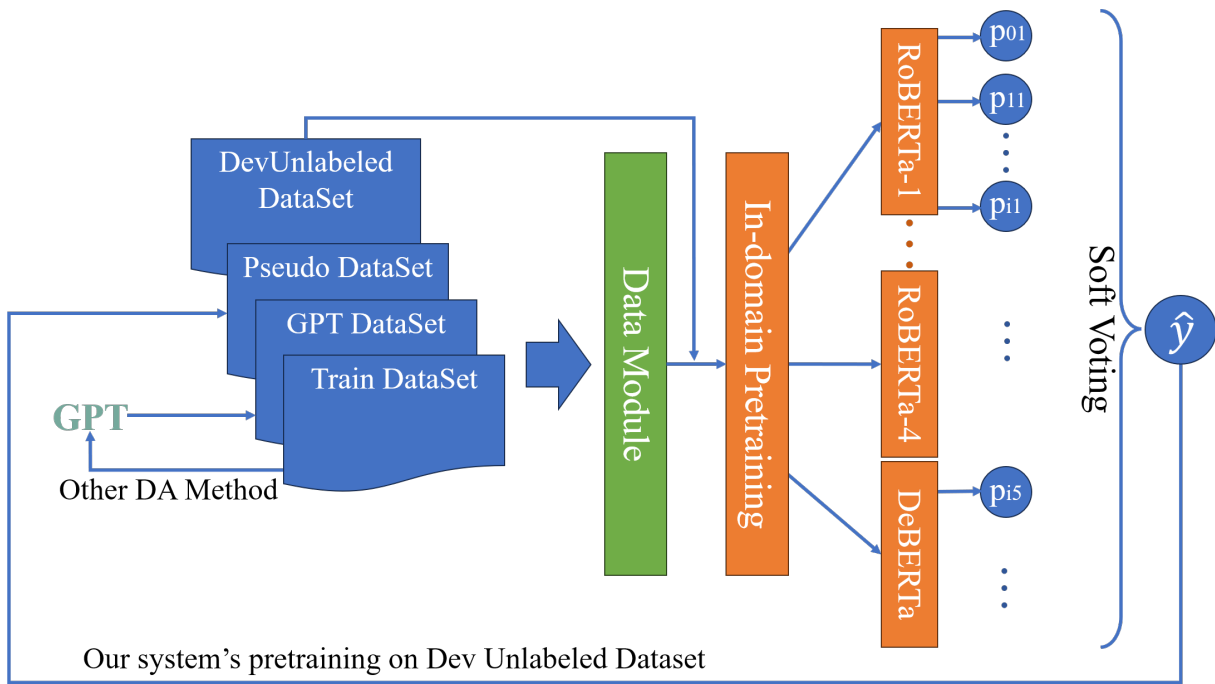 DevUnlabeled
DataSet
Pseudo DataSet
GPT DataSet
Train DataSet
GPT
Other DA Method
Data Module
In-domain Pretraining
RoBERTa-1
RoBERTa-4
DeBERTa
p01
p11
pi1
pi5
Soft Voting
ŷ
Our system's pretraining on Dev Unlabeled Dataset